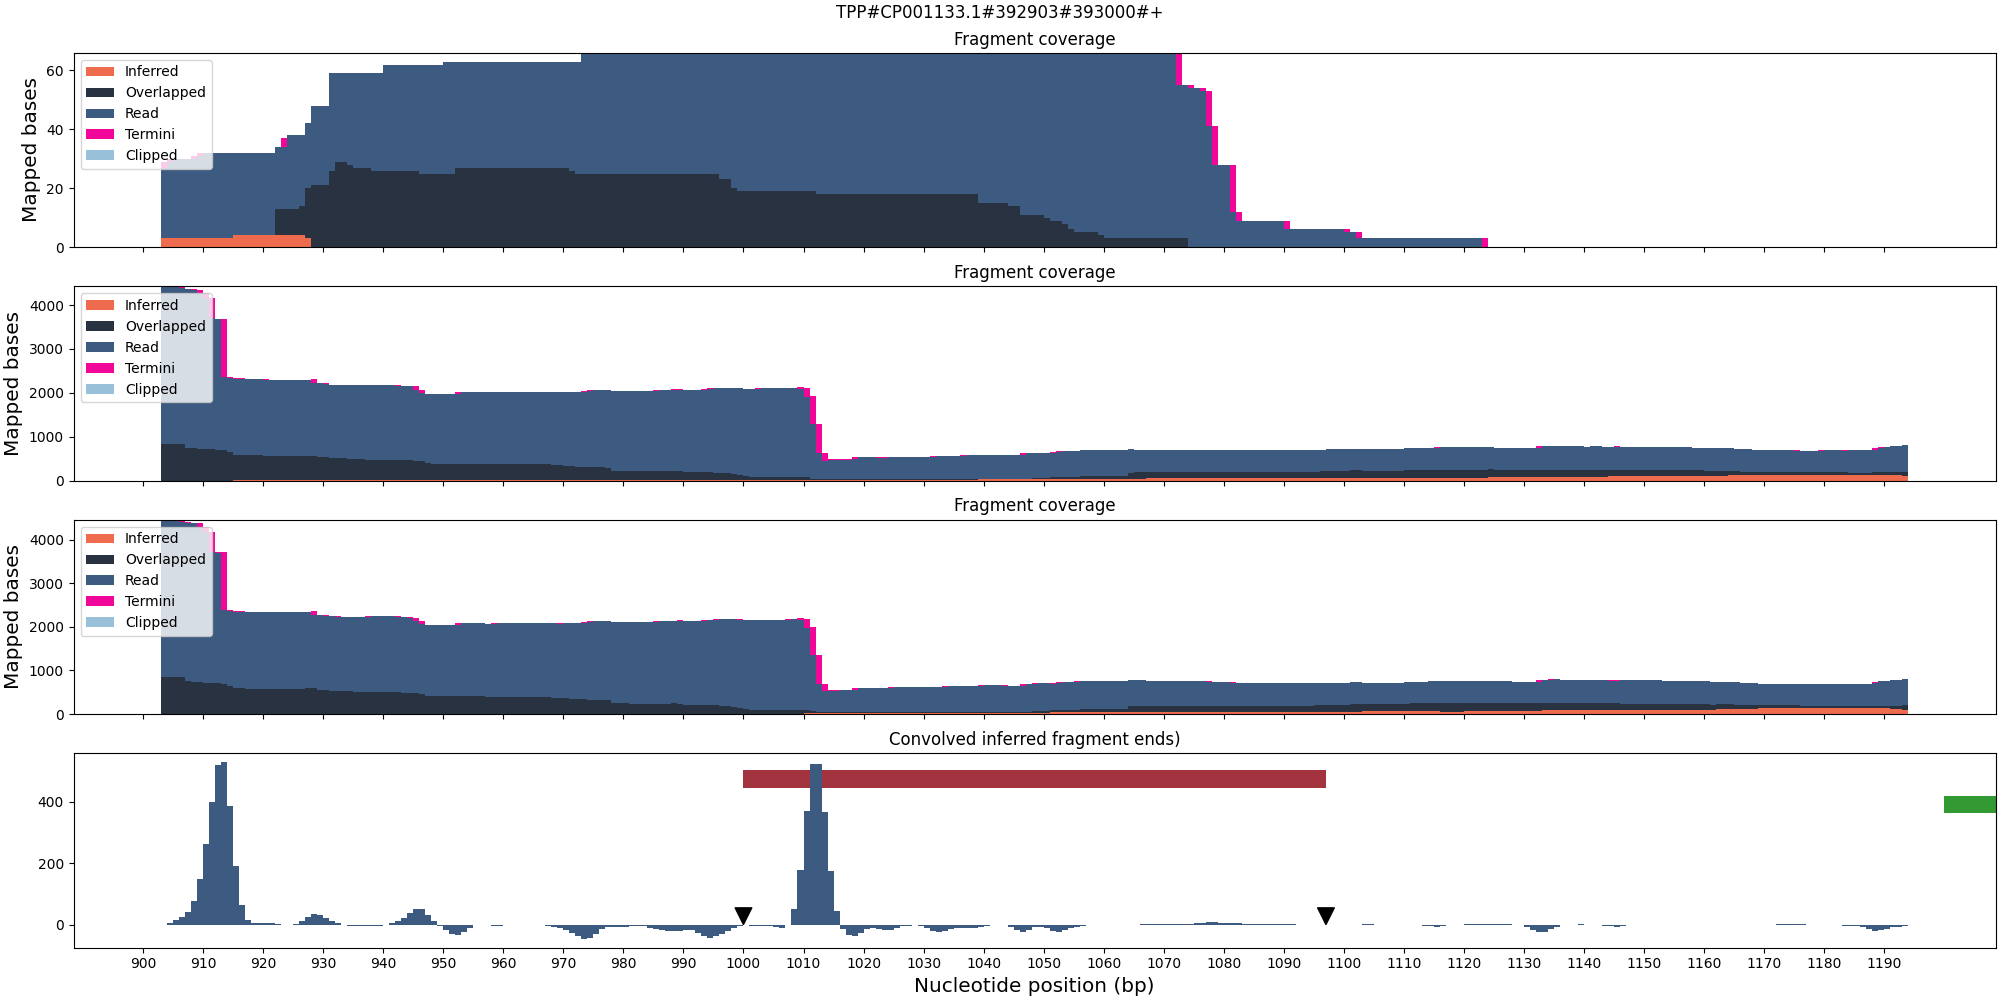 TPP#CP001133.1#392903#393000#+
Fragment coverage
Mapped bases
60
40
20
0
Inferred
Overlapped
Read
Termini
Clipped
Fragment coverage
Mapped bases
4000
3000
2000
1000
0
Inferred
Overlapped
Read
Termini
Clipped
Fragment coverage
Mapped bases
4000
3000
2000
1000
0
Inferred
Overlapped
Read
Termini
Clipped
Convolved inferred fragment ends)
400
200
0
900 910 920 930 940 950 960 970 980 990 1000 1010 1020 1030 1040 1050 1060 1070 1080 1090 1100 1110 1120 1130 1140 1150 1160 1170 1180 1190
Nucleotide position (bp)